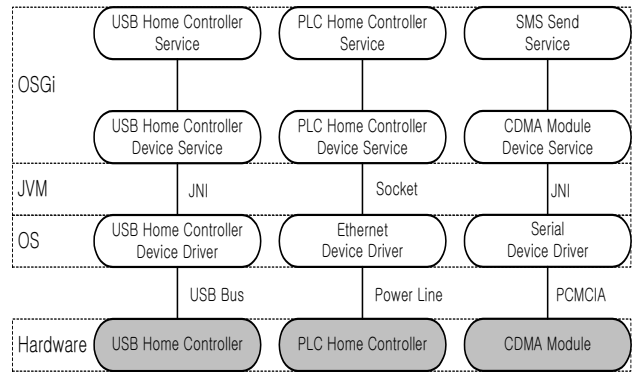 USB Home Controller
Service
PLC Home Controller
Service
SMS Send
Service
OSGi
USB Home Controller
Device Service
PLC Home Controller
Device Service
CDMA Module
Device Service
JVM
JNI
Socket
JNI
OS
USB Home Controller
Device Driver
Ethernet
Device Driver
Serial
Device Driver
USB Bus
Power Line
PCMCIA
Hardware
USB Home Controller
PLC Home Controller
CDMA Module